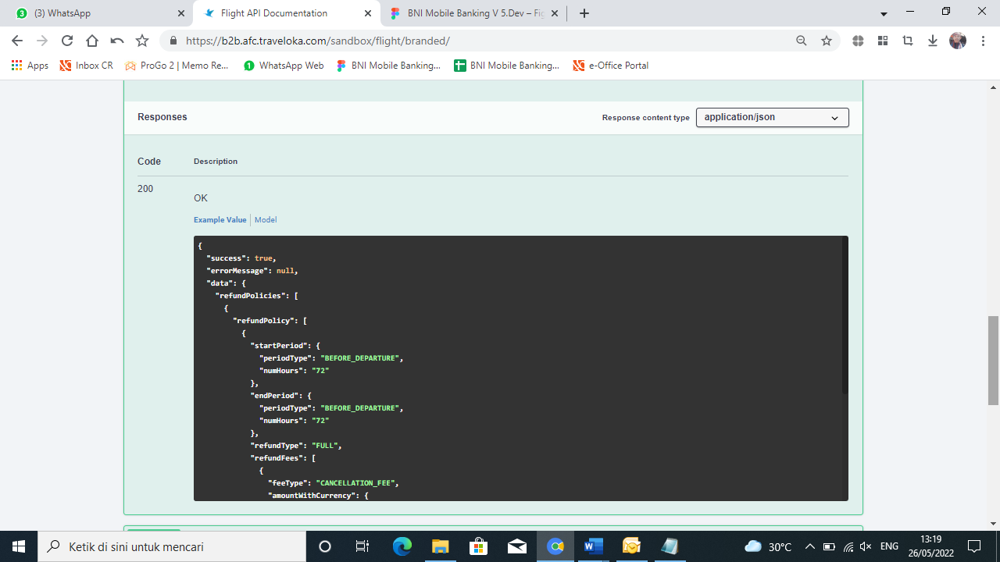 3
(3) WhatsApp
Flight API Documentation
BNI Mobile Banking V 5.Dev – Fig
https://b2b.afc.traveloka.com/sandbox/flight/branded/
Apps
Inbox CR
ProGo 2 | Memo Re...
1
WhatsApp Web
BNI Mobile Banking...
BNI Mobile Banking...
e-Office Portal
Responses
Response content type
application/json
Code
Description
200
OK
Example Value
Model
{
"success": true,
"errorMessage": null,
"data": {
"refundPolicies": [
{
"refundPolicy": [
{
"startPeriod": {
"periodType": "BEFORE_DEPARTURE",
"numHours": "72"
},
"endPeriod": {
"periodType": "BEFORE_DEPARTURE",
"numHours": "72"
},
"refundType": "FULL",
"refundFees": [
{
"feeType": "CANCELLATION_FEE",
"amountWithCurrency": {
Ketik di sini untuk mencari
30°C
ENG
13:19
26/05/2022